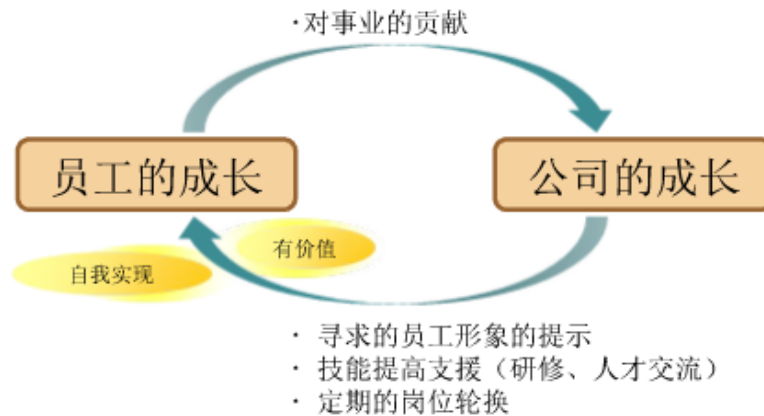 ·对事业的贡献
员工的成长
公司的成长
有价值
自我实现
· 寻求的员工形象的提示
· 技能提高支援（研修、人才交流）
· 定期的岗位轮换